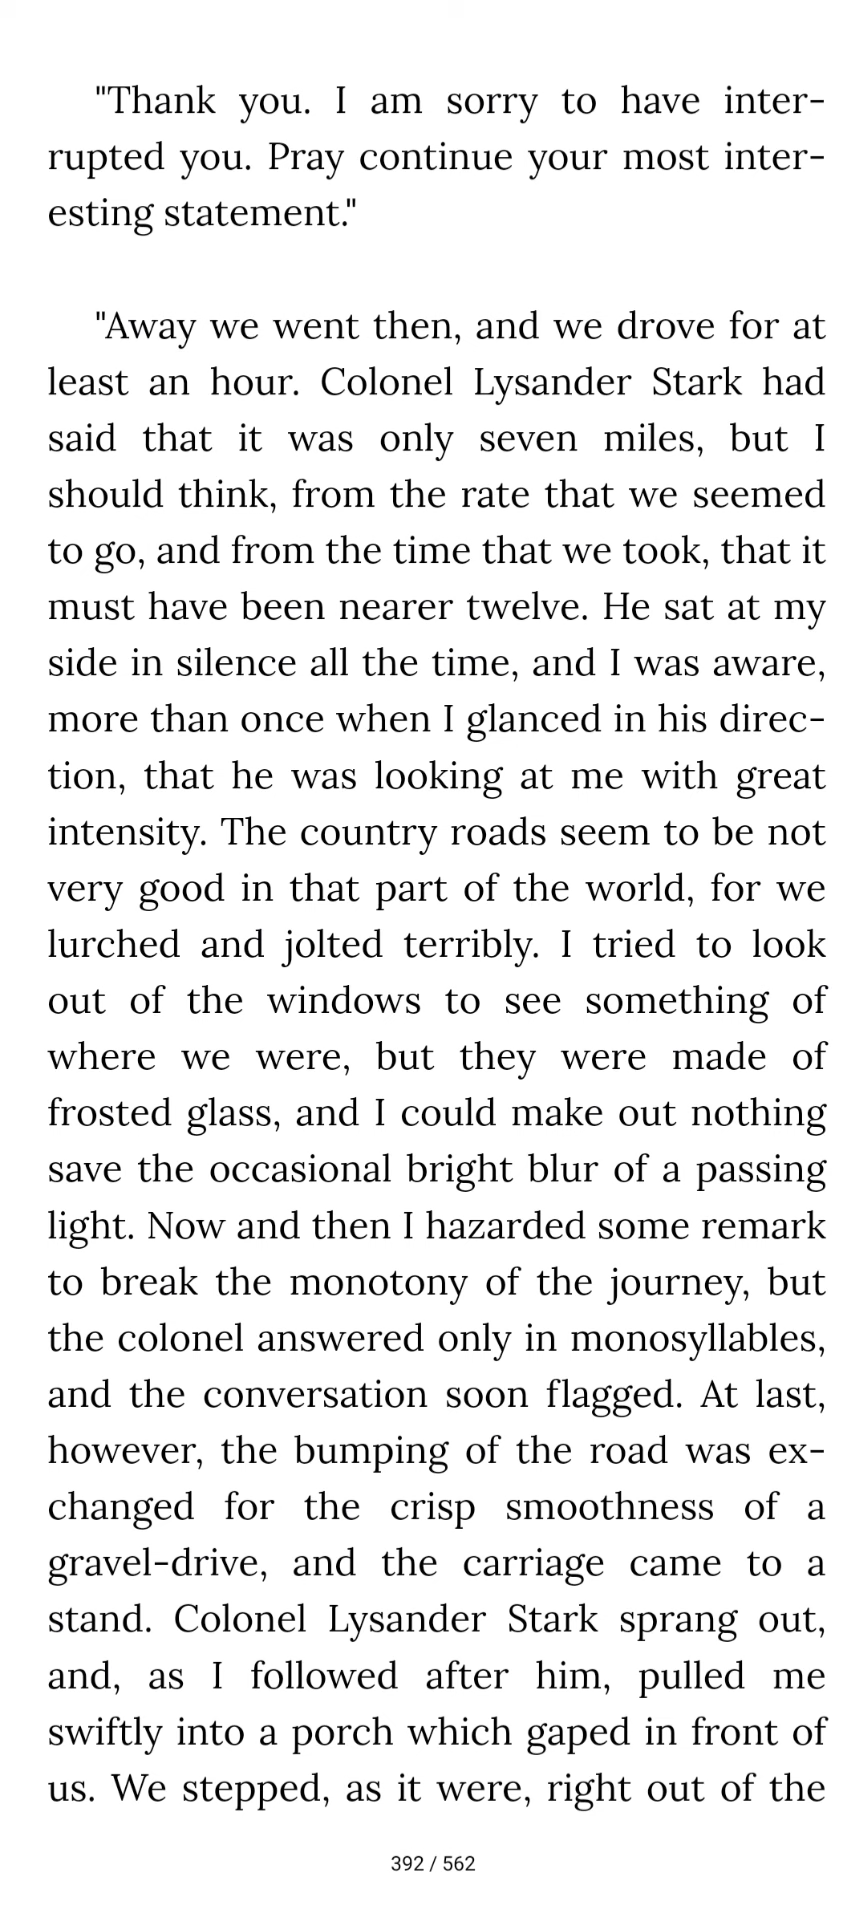 "Thank you. I am sorry to have inter-
rupted you. Pray continue your most inter-
esting statement."
"Away we went then, and we drove for at
least an hour. Colonel Lysander Stark had
said that it was only seven miles, but I
should think, from the rate that we seemed
to go, and from the time that we took, that it
must have been nearer twelve. He sat at my
side in silence all the time, and I was aware,
more than once when I glanced in his direc-
tion, that he was looking at me with great
intensity. The country roads seem to be not
very good in that part of the world, for we
lurched and jolted terribly. I tried to look
out of the windows to see something of
where we were, but they were made of
frosted glass, and I could make out nothing
save the occasional bright blur of a passing
light. Now and then I hazarded some remark
to break the monotony of the journey, but
the colonel answered only in monosyllables,
and the conversation soon flagged. At last,
however, the bumping of the road was ex-
changed for the crisp smoothness of a
gravel-drive, and the carriage came to a
stand. Colonel Lysander Stark sprang out,
and, as I followed after him, pulled me
swiftly into a porch which gaped in front of
us. We stepped, as it were, right out of the
392 / 562